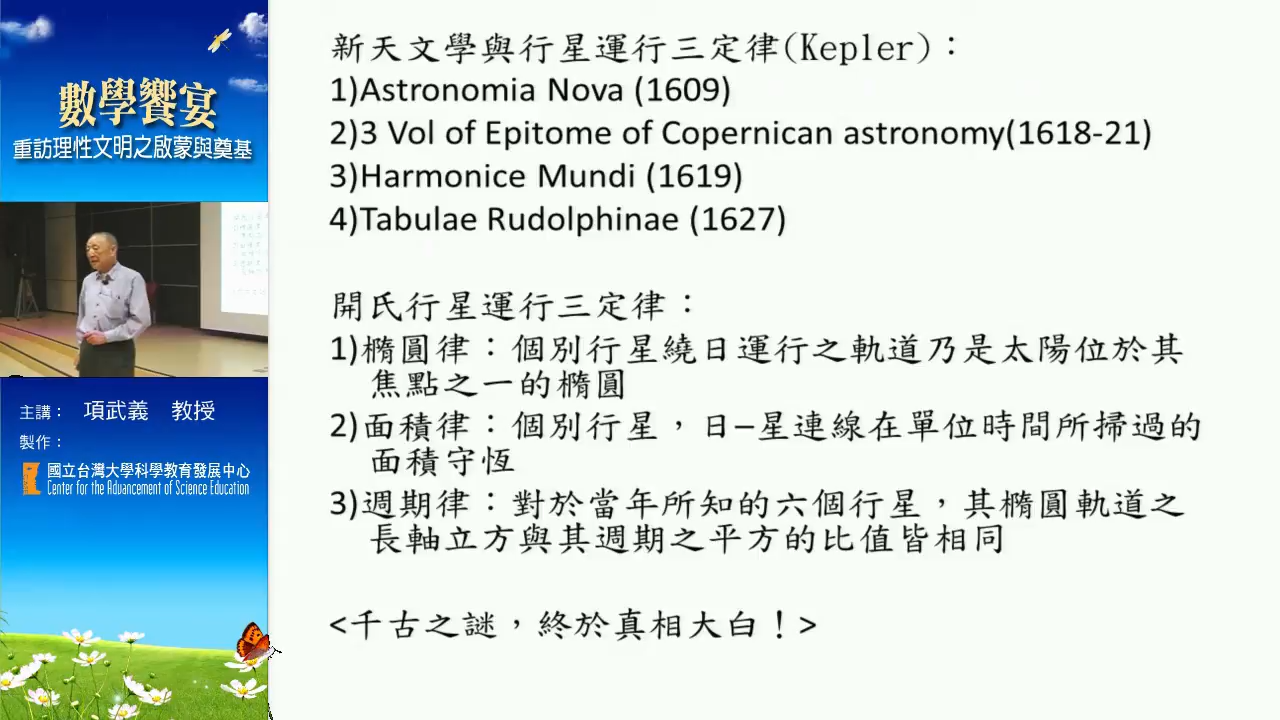 數學饗宴
重訪理性文明之啟蒙與奠基
主講： 項武義 教授
製作：
國立台灣大學科學教育發展中心
Center for the Advancement of Science Education
新天文學與行星運行三定律(Kepler)：
1)Astronomia Nova (1609)
2)3 Vol of Epitome of Copernican astronomy(1618-21)
3)Harmonice Mundi (1619)
4)Tabulae Rudolphinae (1627)
開氏行星運行三定律：
1)橢圓律：個別行星繞日運行之軌道乃是太陽位於其
焦點之一的橢圓
2)面積律：個別行星，日–星連線在單位時間所掃過的
面積守恆
3)週期律：對於當年所知的六個行星，其橢圓軌道之
長軸立方與其週期之平方的比值皆相同
<千古之謎，終於真相大白！>